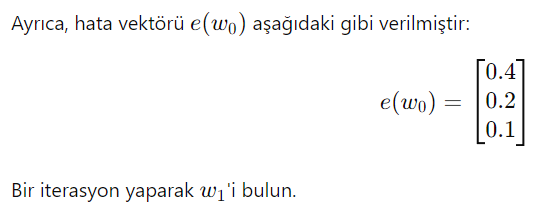 Ayrıca, hata vektörü e(w₀) aşağıdaki gibi verilmiştir:
e(w₀) = [0.4
0.2
0.1]
Bir iterasyon yaparak w₁'i bulun.